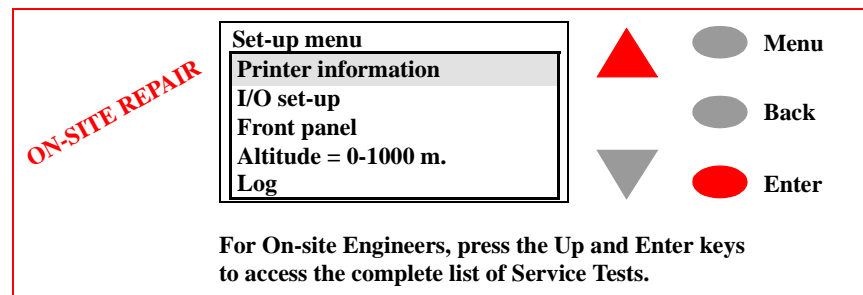 ON-SITE REPAIR
Set-up menu
Printer information
I/O set-up
Front panel
Altitude = 0-1000 m.
Log
Menu
Back
Enter
For On-site Engineers, press the Up and Enter keys
to access the complete list of Service Tests.